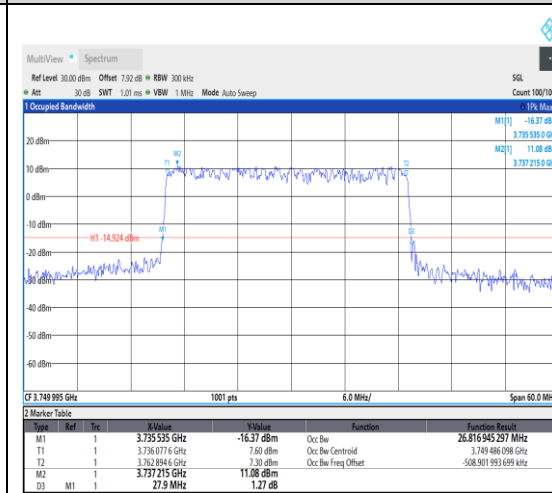 MultiView Spectrum
Ref Level 30.00 dBm Offset 7.92 dB RBW 300 kHz SGL
Att 30 dB SWT 1.01 ms VBW 1 MHz Mode Auto Sweep Count 100/10
1 Occupied Bandwidth 1Pk Max
M1[1] -16.37 dB
3.735 535 0 G
M2[1] 11.08 dB
3.737 215 0 G
20 dBm
M2
T1
T2
10 dBm
0 dBm
-10 dBm
M1
D3
H1 -14.924 dBm
-20 dBm
-30 dBm
-40 dBm
-50 dBm
-60 dBm
CF 3.749 995 GHz 1001 pts 6.0 MHz/ Span 60.0 MH
2 Marker Table
Type Ref Trc X-Value Y-Value Function Function Result
M1 1 3.735 535 GHz -16.37 dBm Occ Bw 26.816 945 297 MHz
T1 1 3.736 077 6 GHz 7.60 dBm Occ Bw Centroid 3.749 486 098 GHz
T2 1 3.762 894 6 GHz 7.30 dBm Occ Bw Freq Offset -508.901 993 699 kHz
M2 1 3.737 215 GHz 11.08 dBm
D3 M1 1 27.9 MHz 1.27 dB